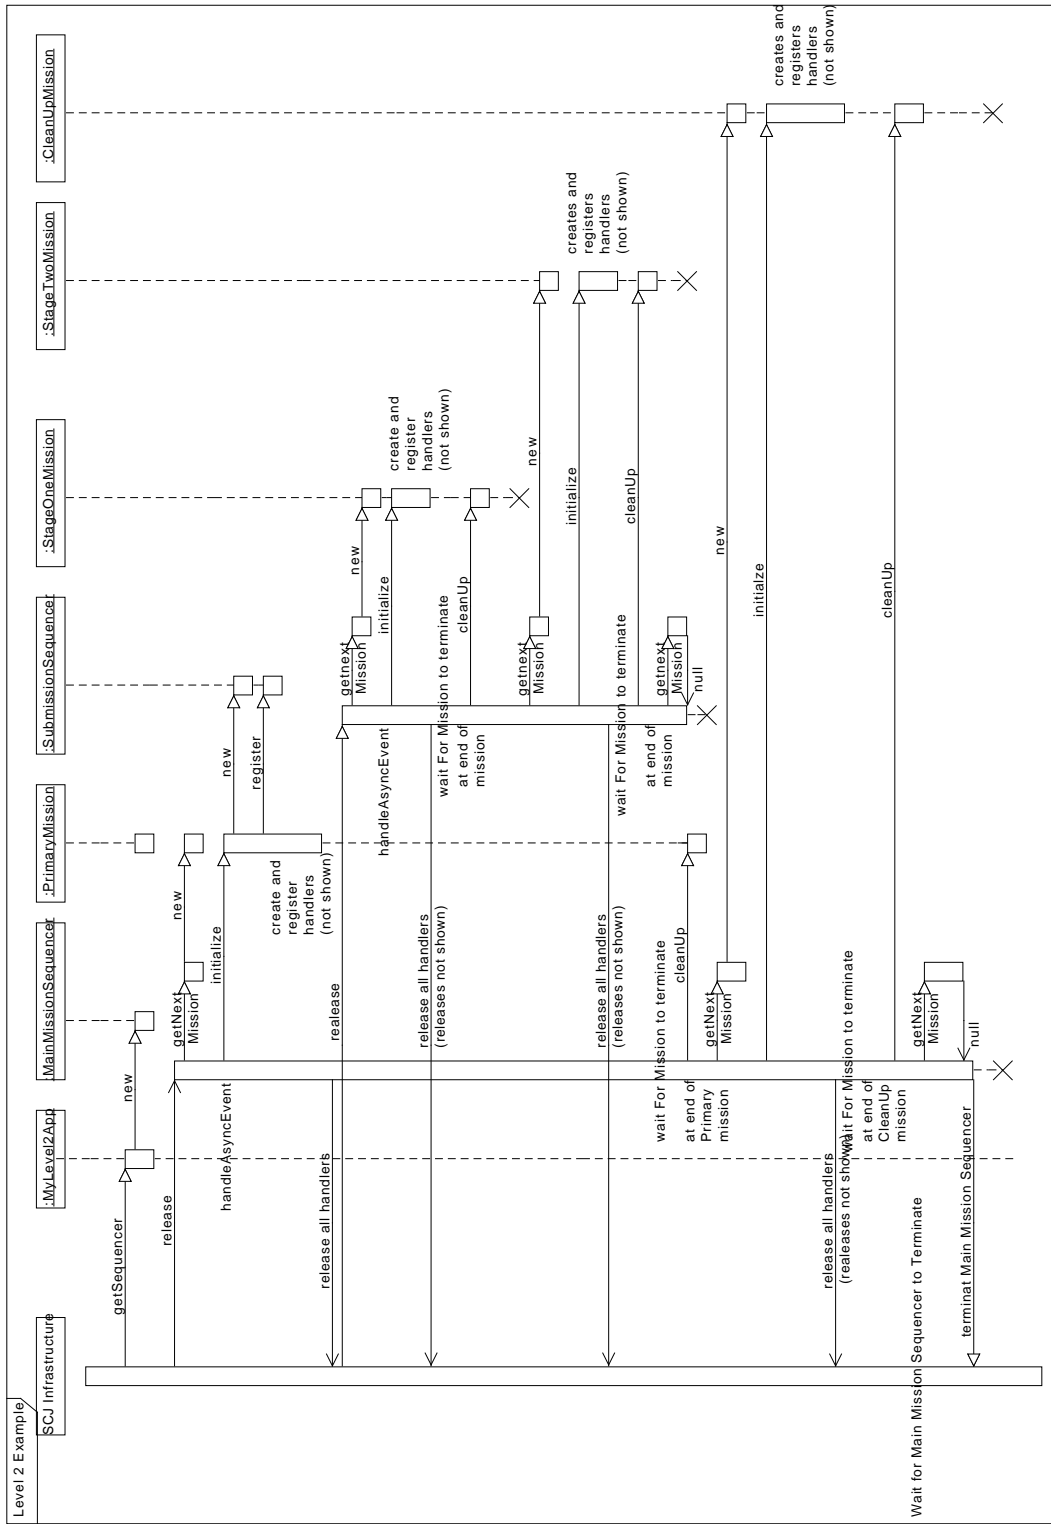 Level 2 Example
SCJ Infrastructure
:MyLevel2App
:MainMissionSequencer
:PrimaryMission
:SubmissionSequencer
:StageOneMission
:StageTwoMission
:CleanUpMission
getSequencer
new
release
getNext
Mission
new
initialize
handleAsyncEvent
new
register
create and
register
handlers
(not shown)
release all handlers
realease
getnext
Mission
new
handleAsyncEvent
initialize
create and
register
handlers
(not shown)
release all handlers
(releases not shown)
wait For Mission to terminate
at end of
mission
cleanUp
getnext
Mission
new
initialize
creates and
registers
handlers
(not shown)
release all handlers
(releases not shown)
wait For Mission to terminate
at end of
mission
cleanUp
getnext
Mission
null
wait For Mission to terminate
at end of
Primary
mission
cleanUp
getNext
Mission
new
initialze
creates and
registers
handlers
(not shown)
release all handlers
(realeases not shown)
wait For Mission to terminate
at end of
CleanUp
mission
cleanUp
getNext
Mission
null
Wait for Main Mission Sequencer to Terminate
terminat Main Mission Sequencer